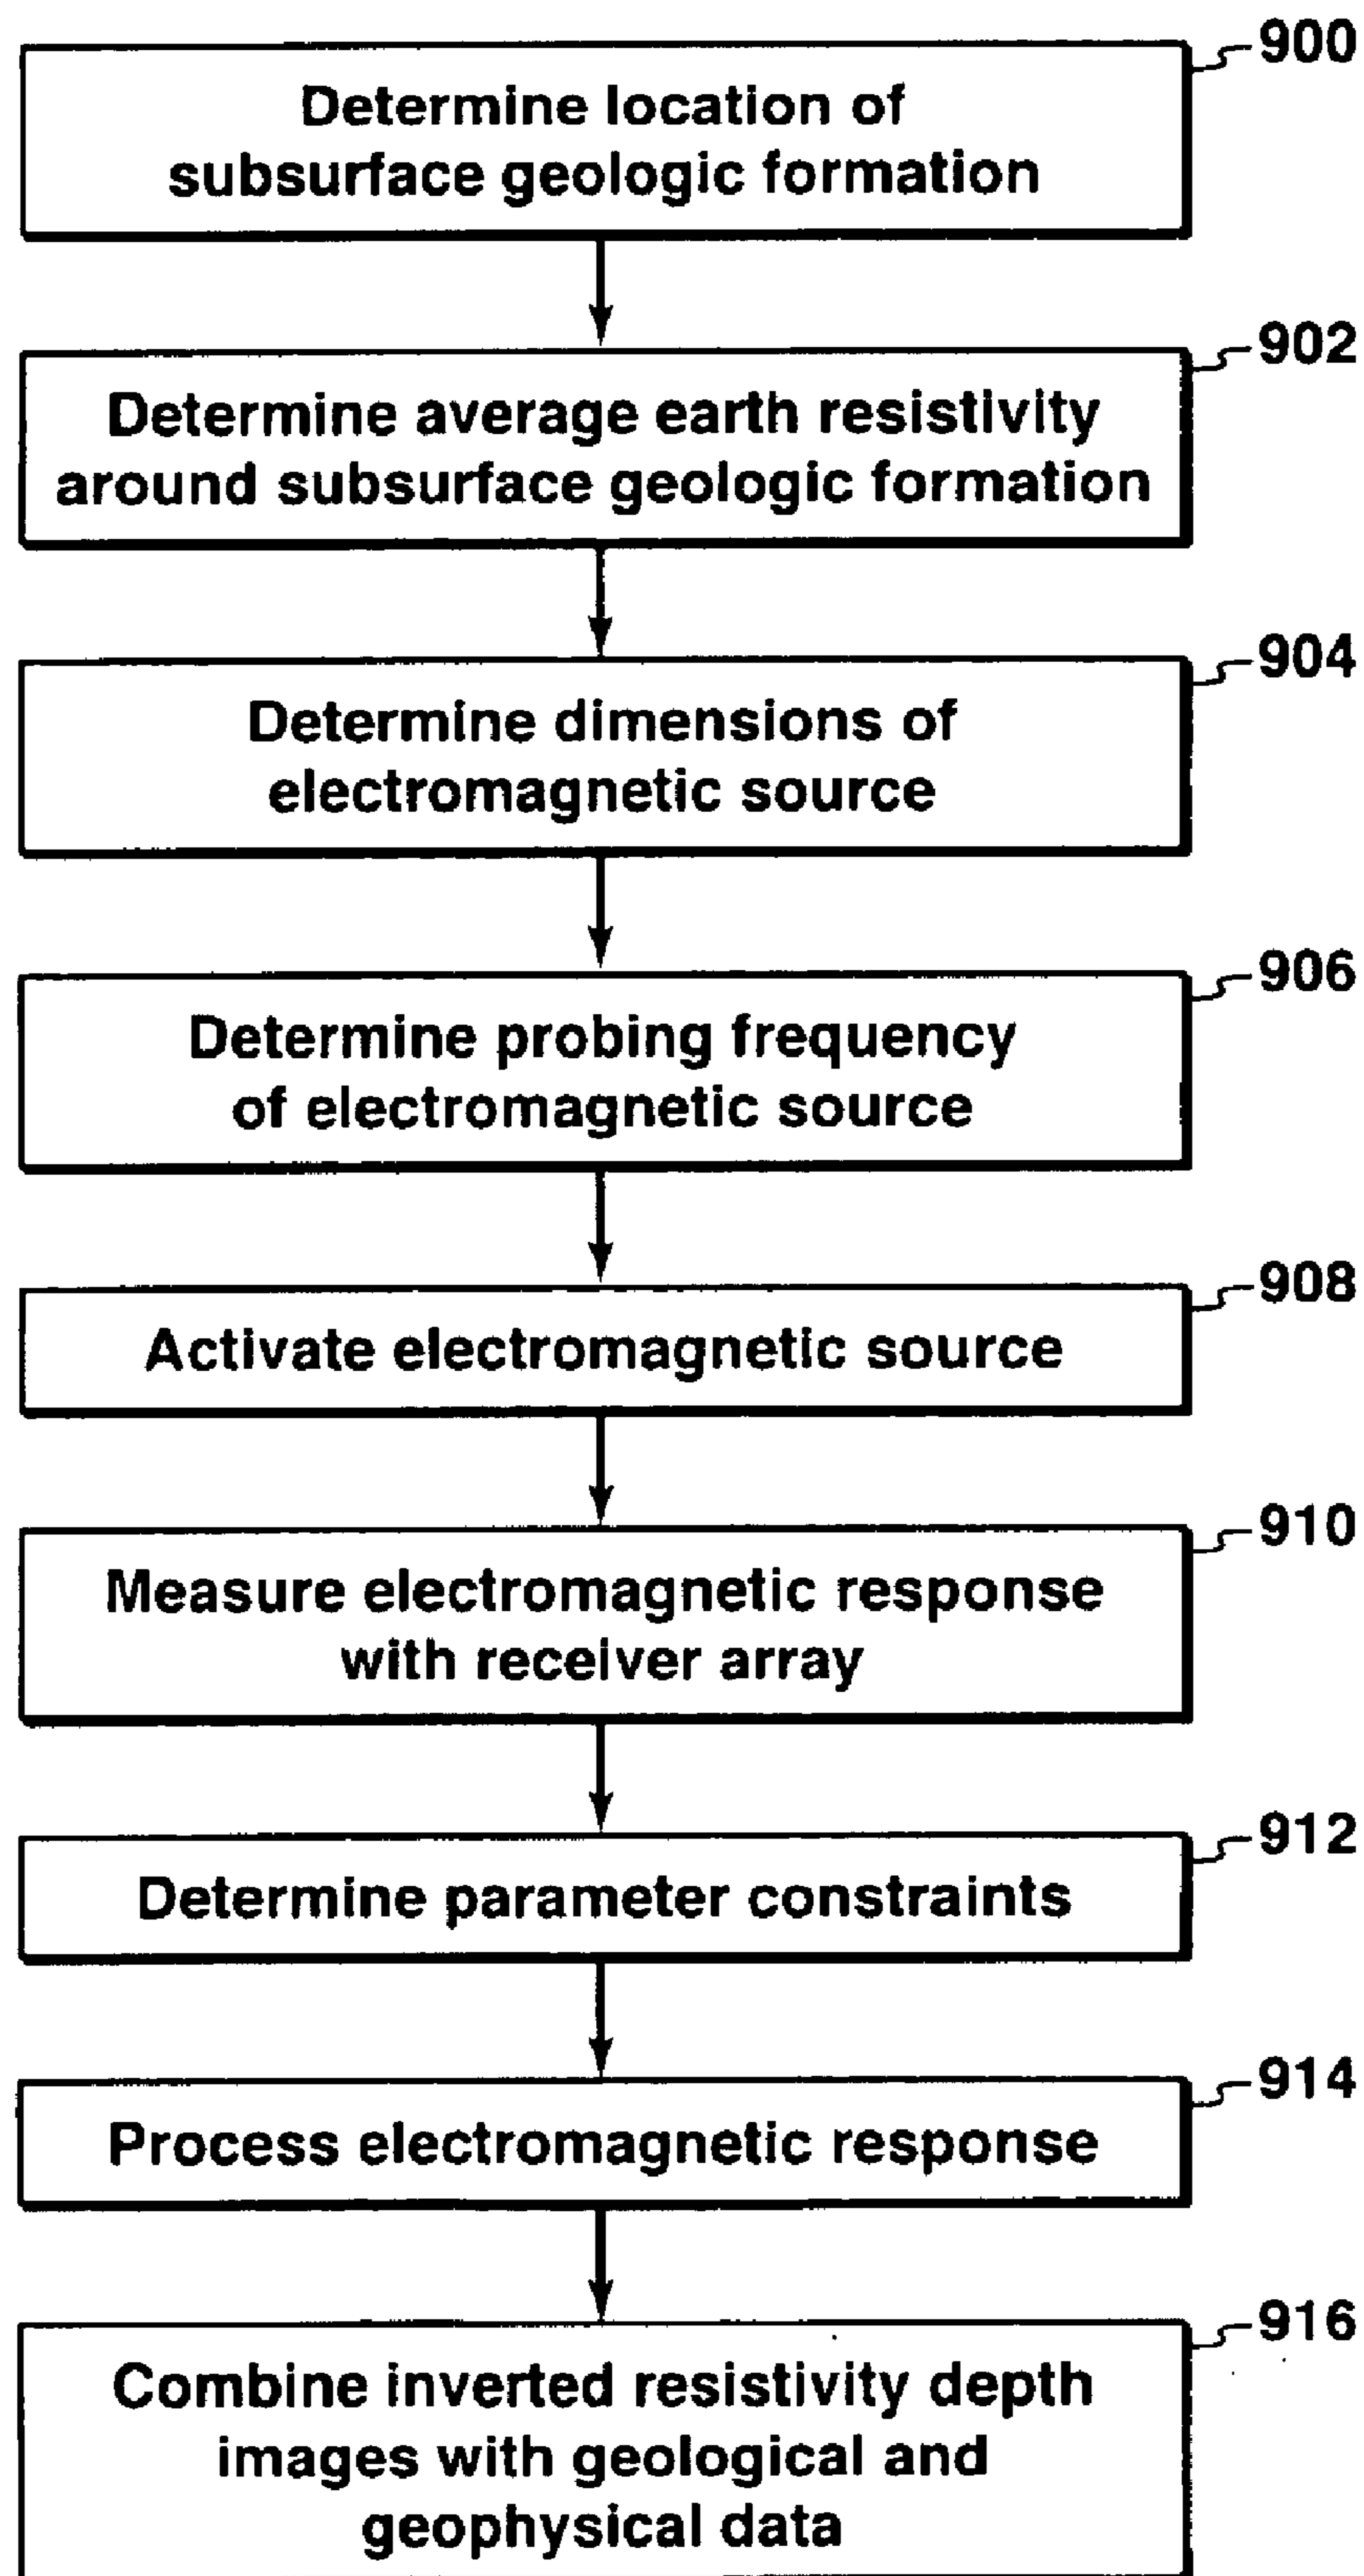 900
Determine location of
subsurface geologic formation
902
Determine average earth resistivity
around subsurface geologic formation
904
Determine dimensions of
electromagnetic source
906
Determine probing frequency
of electromagnetic source
908
Activate electromagnetic source
910
Measure electromagnetic response
with receiver array
912
Determine parameter constraints
914
Process electromagnetic response
916
Combine inverted resistivity depth
images with geological and
geophysical data